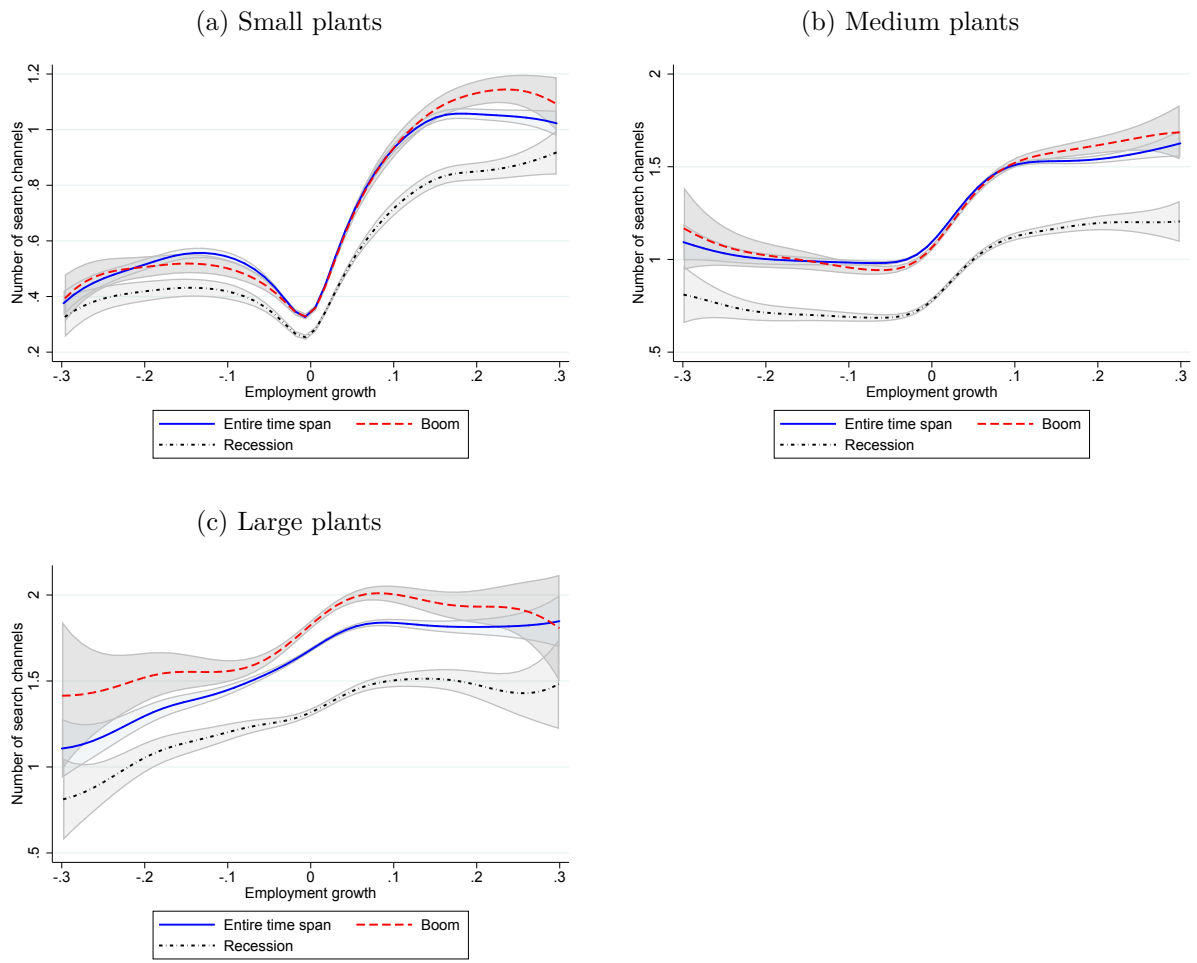 (a) Small plants
Number of search channels
1.2
1
.8
.6
.4
.2
-.3 -.2 -.1 0 .1 .2 .3
Employment growth
Entire time span Boom
Recession
(b) Medium plants
Number of search channels
2
1.5
1
.5
-.3 -.2 -.1 0 .1 .2 .3
Employment growth
Entire time span Boom
Recession
(c) Large plants
Number of search channels
2
1.5
1
.5
-.3 -.2 -.1 0 .1 .2 .3
Employment growth
Entire time span Boom
Recession